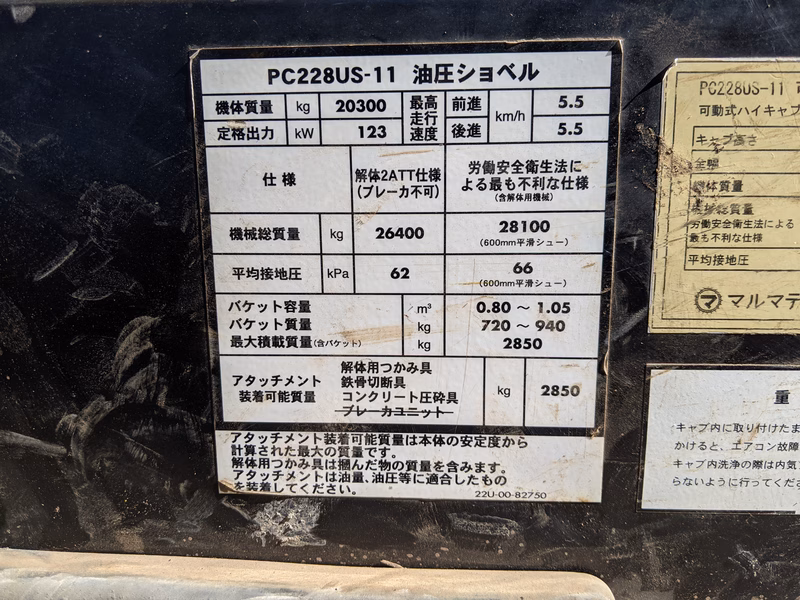 PC228US-11 油圧ショベル
機体質量 kg 20300 最高走行速度 前進 km/h 5.5
定格出力 kW 123 後進 5.5
仕様 解体2ATT仕様 (ブレーカ不可) 労働安全衛生法による最も不利な仕様 (含解体用機械)
機械総質量 kg 26400 28100 (600mm平滑シュー)
平均接地圧 kPa 62 66 (600mm平滑シュー)
バケット容量 m³ 0.80 ~ 1.05
バケット質量 kg 720 ~ 940
最大積載質量(含バケット) kg 2850
アタッチメント装着可能質量 kg 2850
解体用つかみ具
鉄骨切断具
コンクリート圧砕具
ブレーカユニット
アタッチメント装着可能質量は本体の安定度から
計算された最大の質量です。
解体用つかみ具は掴んだ物の質量を含みます。
アタッチメントは油量、油圧等に適合したもの
を装着してください。
22U-00-82750
PC228US-11
可動式ハイキャブ
キャブ高さ
全幅
機体質量
機械総質量
労働安全衛生法による
最も不利な仕様
平均接地圧
マルマテ
重
キャブ内に取り付けたま
かけると、エアコン故障
キャブ内洗浄の際は内気
らないように行ってくださ